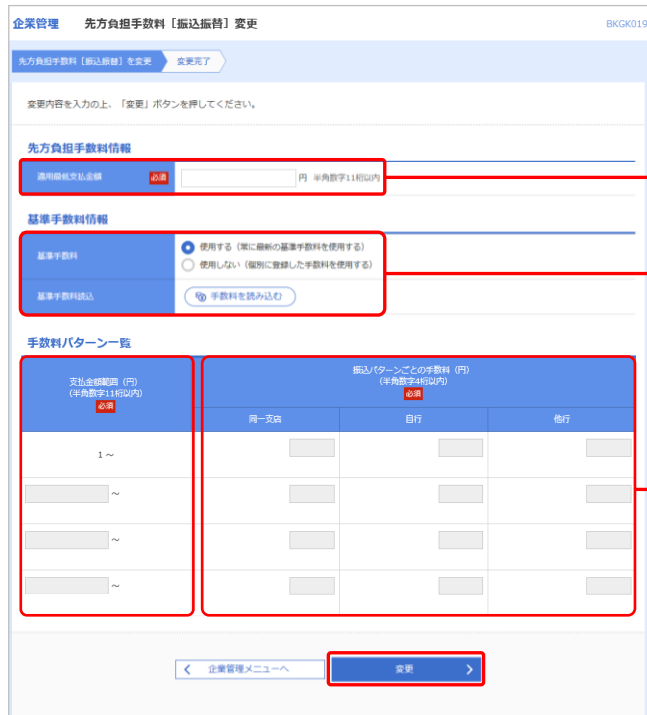 企業管理 先方負担手数料［振込振替］変更 BKGK019
先方負担手数料［振込振替］を変更 変更完了
変更内容を入力の上、「変更」ボタンを押してください。
先方負担手数料情報
適用最低支払金額 必須 円 半角数字11桁以内
基準手数料情報
基準手数料
使用する（常に最新の基準手数料を使用する）
使用しない（個別に登録した手数料を使用する）
基準手数料読込 手数料を読み込む
手数料パターン一覧
支払金額範囲（円）
（半角数字11桁以内）
必須
振込パターンごとの手数料（円）
（半角数字4桁以内）
必須
同一支店 自行 他行
1～
～
～
～
企業管理メニューへ 変更